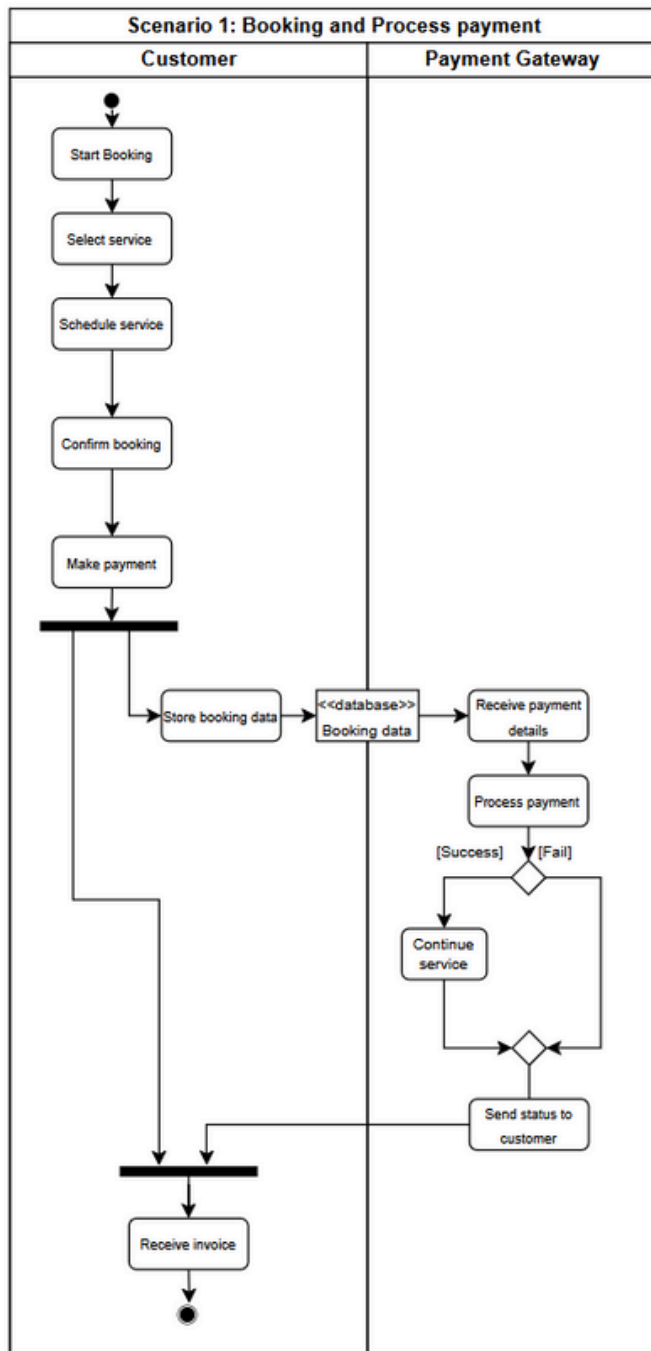 Scenario 1: Booking and Process payment
Customer
Payment Gateway
Start Booking
Select service
Schedule service
Confirm booking
Make payment
Store booking data
<<database>>
Booking data
Receive payment
details
Process payment
[Success]
[Fail]
Continue
service
Send status to
customer
Receive invoice